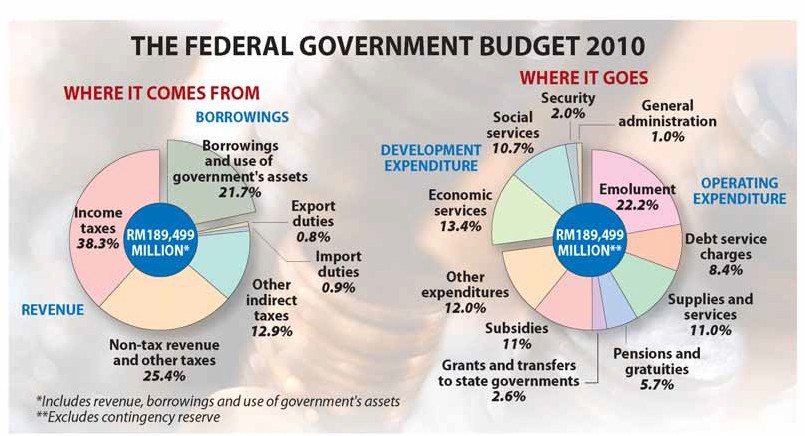 THE FEDERAL GOVERNMENT BUDGET 2010
WHERE IT COMES FROM
BORROWINGS
Borrowings
and use of
government's assets
21.7%
Export
duties
0.8%
Import
duties
0.9%
Other
indirect
taxes
12.9%
Non-tax revenue
and other taxes
25.4%
Income
taxes
38.3%
RM189,499
MILLION*
REVENUE
*Includes revenue, borrowings and use of government's assets
**Excludes contingency reserve
WHERE IT GOES
Security
2.0%
General
administration
1.0%
Social
services
10.7%
DEVELOPMENT
EXPENDITURE
Economic
services
13.4%
Emolument
22.2%
OPERATING
EXPENDITURE
RM189,499
MILLION**
Debt service
charges
8.4%
Supplies and
services
11.0%
Pensions and
gratuities
5.7%
Grants and transfers
to state governments
2.6%
Subsidies
11%
Other
expenditures
12.0%